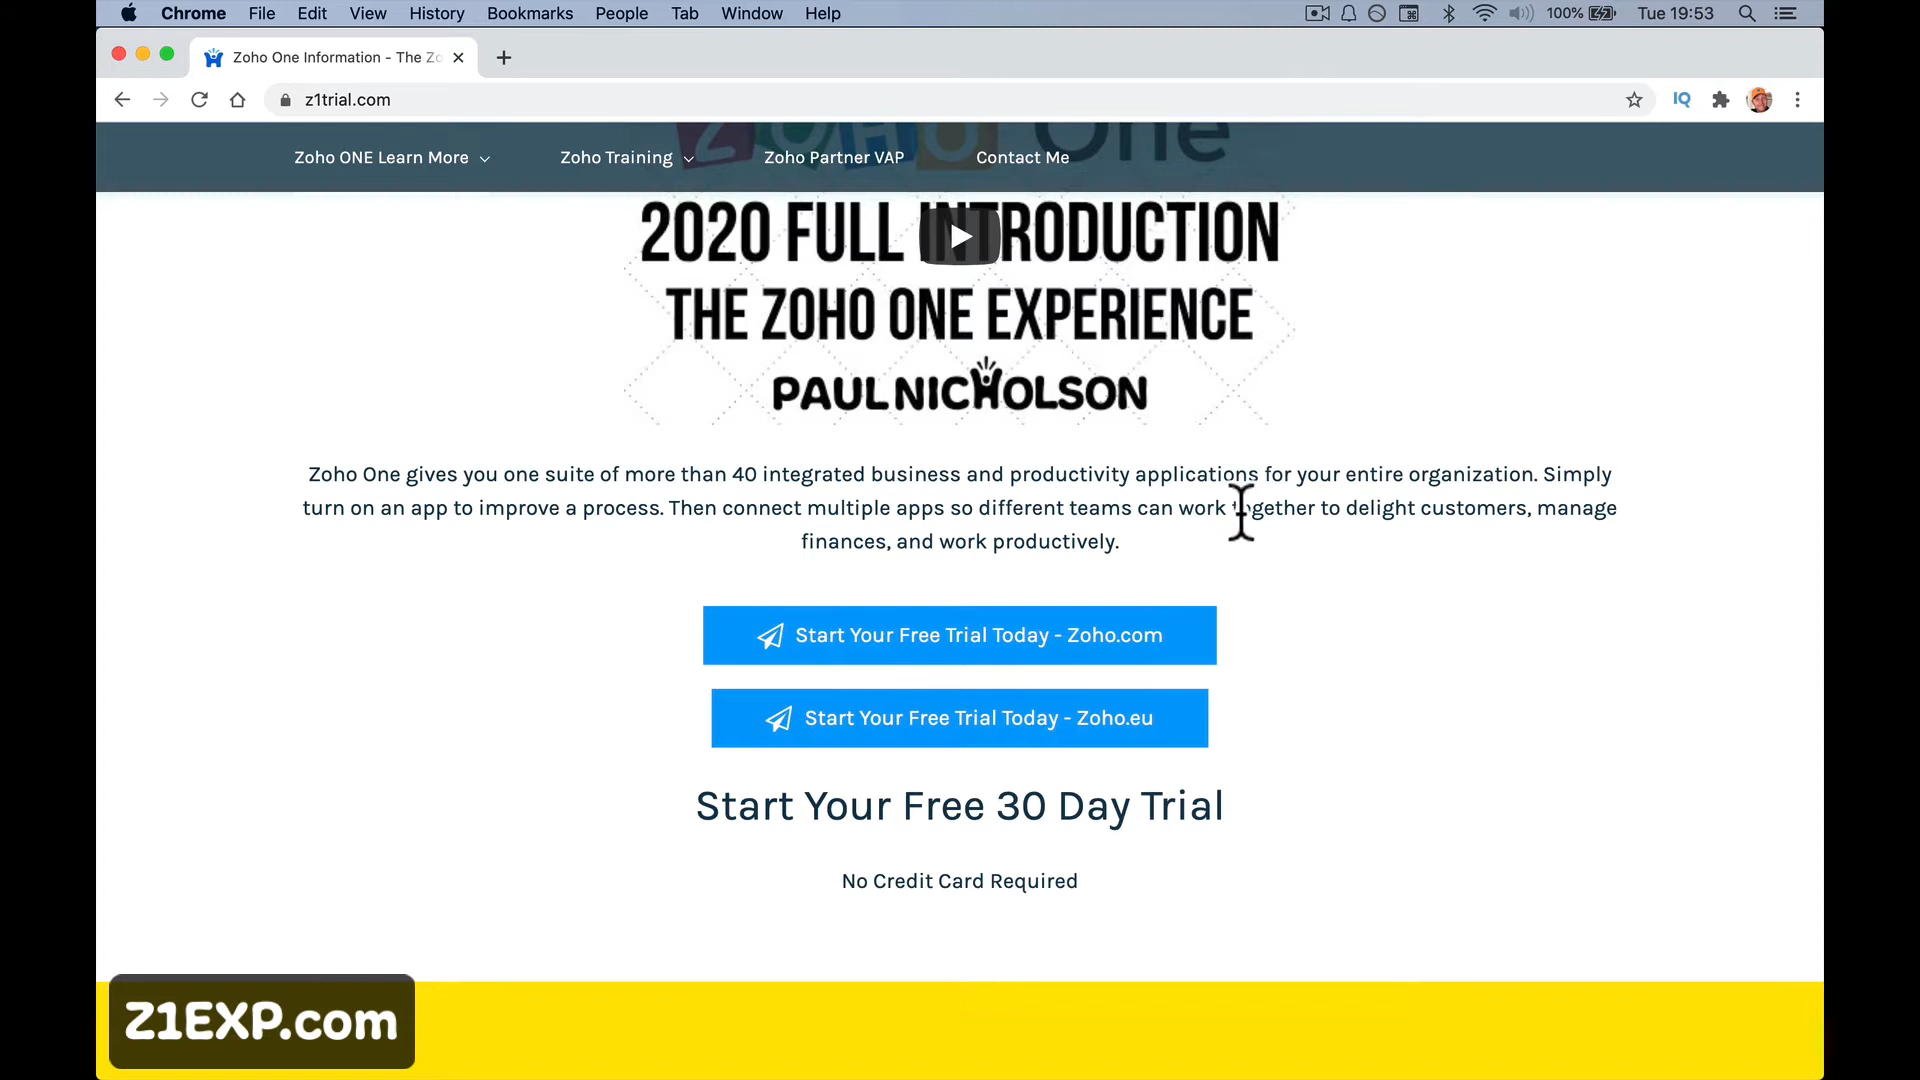 Chrome File Edit View History Bookmarks People Tab Window Help 100% Tue 19:53
Zoho One Information - The Zo
z1trial.com IQ
ZOHO One
Zoho ONE Learn More Zoho Training Zoho Partner VAP Contact Me
2020 FULL INTRODUCTION
THE ZOHO ONE EXPERIENCE
PAUL NICHOLSON
Zoho One gives you one suite of more than 40 integrated business and productivity applications for your entire organization. Simply
turn on an app to improve a process. Then connect multiple apps so different teams can work together to delight customers, manage
finances, and work productively.
Start Your Free Trial Today - Zoho.com
Start Your Free Trial Today - Zoho.eu
Start Your Free 30 Day Trial
No Credit Card Required
Z1EXP.com